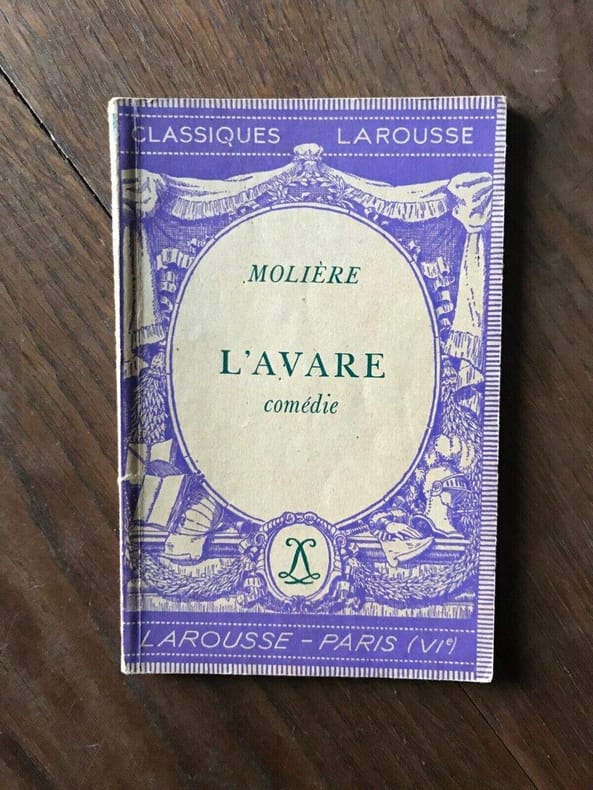 CLASSIQUES LAROUSSE
MOLIÈRE
L'AVARE
comédie
L
LAROUSSE - PARIS (VIe)